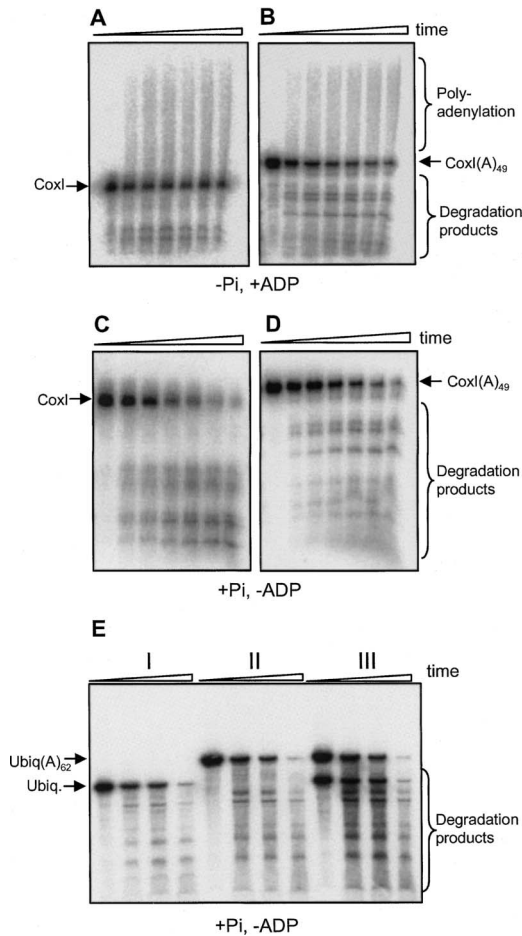 A
B
time
Poly-
adenylation
CoxI
CoxI(A)49
Degradation
products
-Pi, +ADP
C
D
time
CoxI
CoxI(A)49
Degradation
products
+Pi, -ADP
E
I
II
III
time
Ubiq(A)62
Ubiq.
Degradation
products
+Pi, -ADP